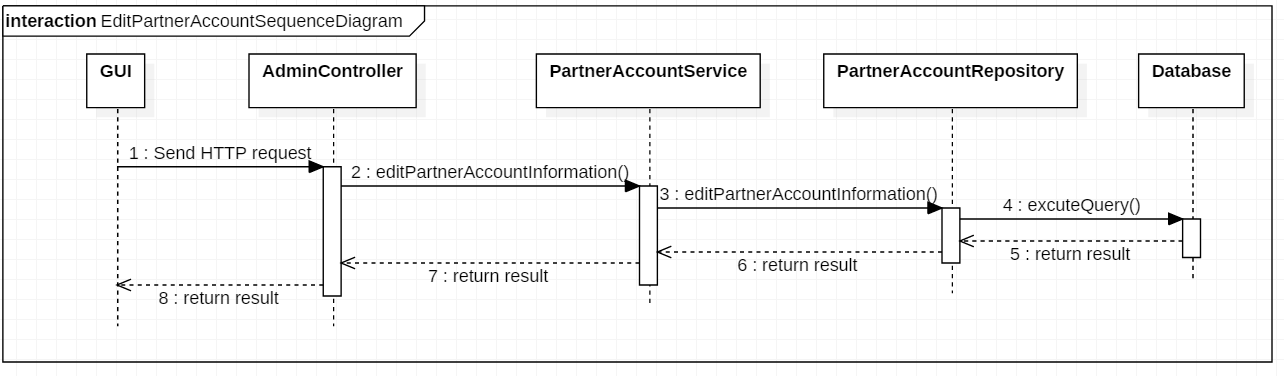 interaction EditPartnerAccountSequenceDiagram
GUI
AdminController
PartnerAccountService
PartnerAccountRepository
Database
1 : Send HTTP request
2 : editPartnerAccountInformation()
3 : editPartnerAccountInformation()
4 : excuteQuery()
5 : return result
6 : return result
7 : return result
8 : return result